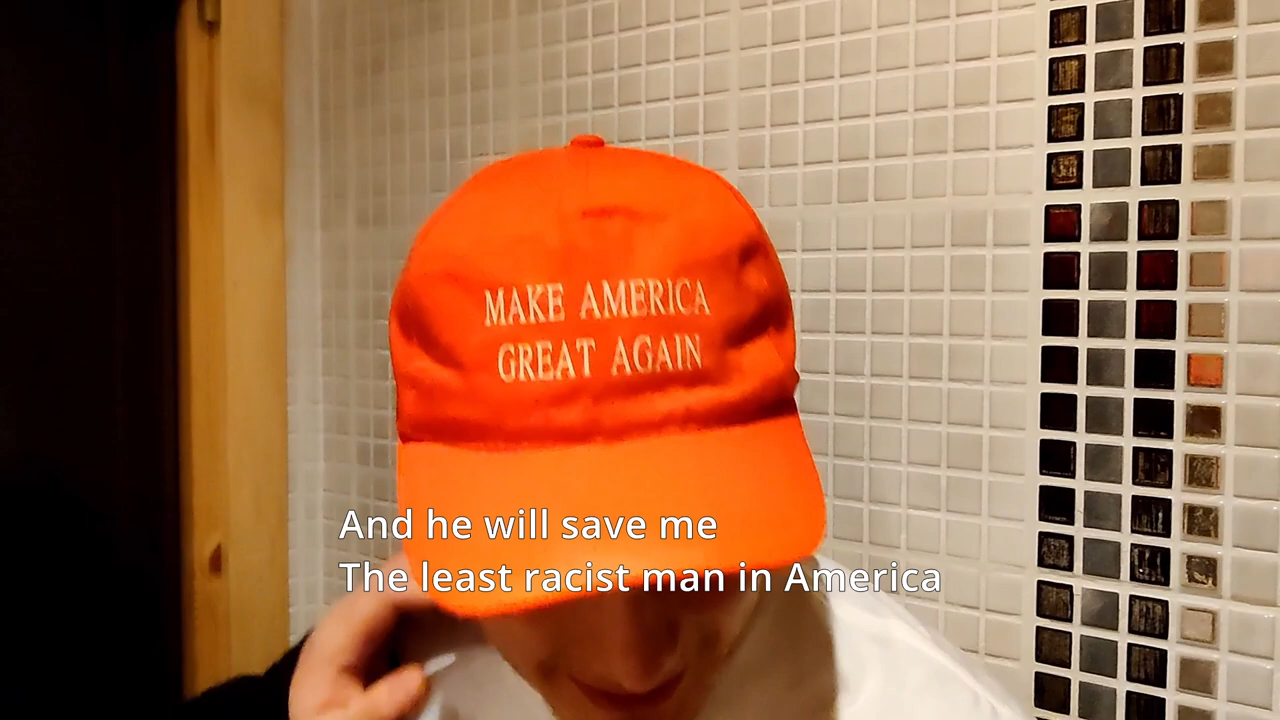 MAKE AMERICA
GREAT AGAIN
And he will save me
The least racist man in America